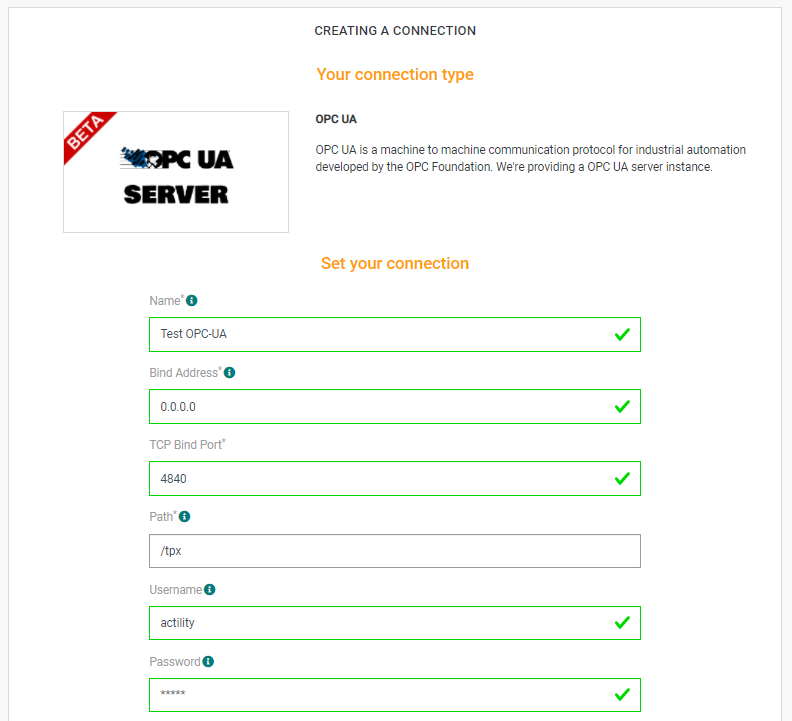 CREATING A CONNECTION
Your connection type
BETA
OPC UA
SERVER
OPC UA
OPC UA is a machine to machine communication protocol for industrial automation
developed by the OPC Foundation. We're providing a OPC UA server instance.
Set your connection
Name*
Test OPC-UA
Bind Address*
0.0.0.0
TCP Bind Port*
4840
Path*
/tpx
Username
actility
Password
*****